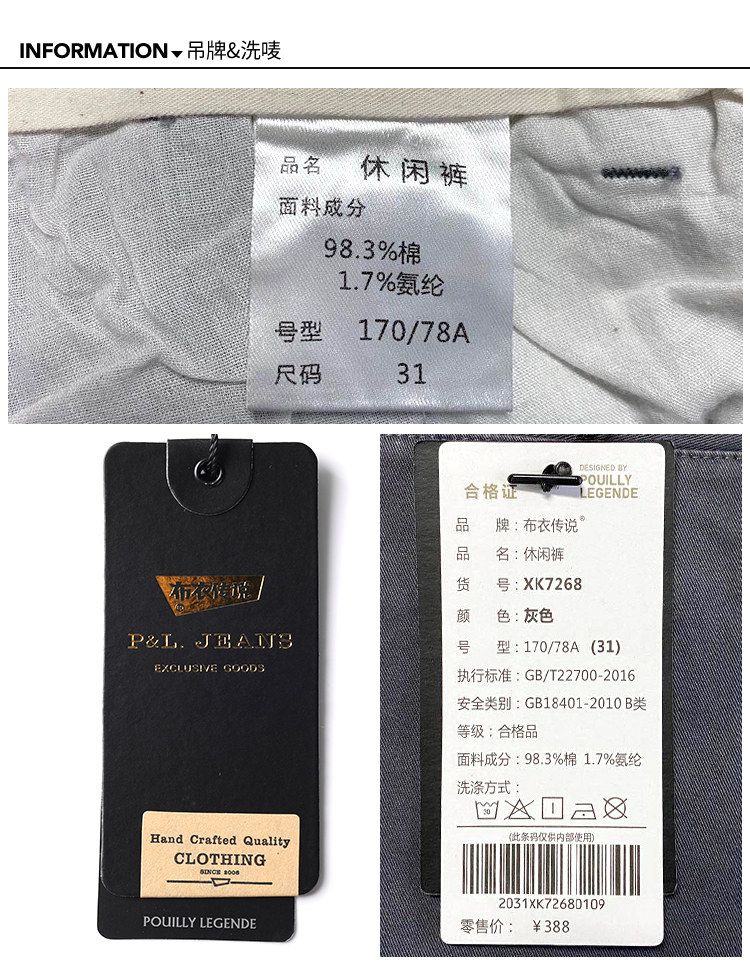 INFORMATION 吊牌&洗唛
品名 休闲裤
面料成分
98.3%棉
1.7%氨纶
号型 170/78A
尺码 31
布衣传说
®
P&L JEANS
EXCLUSIVE GOODS
Hand Crafted Quality
CLOTHING
SINCE 2008
POUILLY LEGENDE
合格证
DESIGNED BY
POUILLY
LEGENDE
品 牌：布衣传说®
品 名：休闲裤
货 号：XK7268
颜 色：灰色
号 型：170/78A (31)
执行标准：GB/T22700-2016
安全类别：GB18401-2010 B类
等级：合格品
面料成分：98.3%棉 1.7%氨纶
洗涤方式：
(此条码仅供内部使用)
2031XK72680109
零售价： ￥388